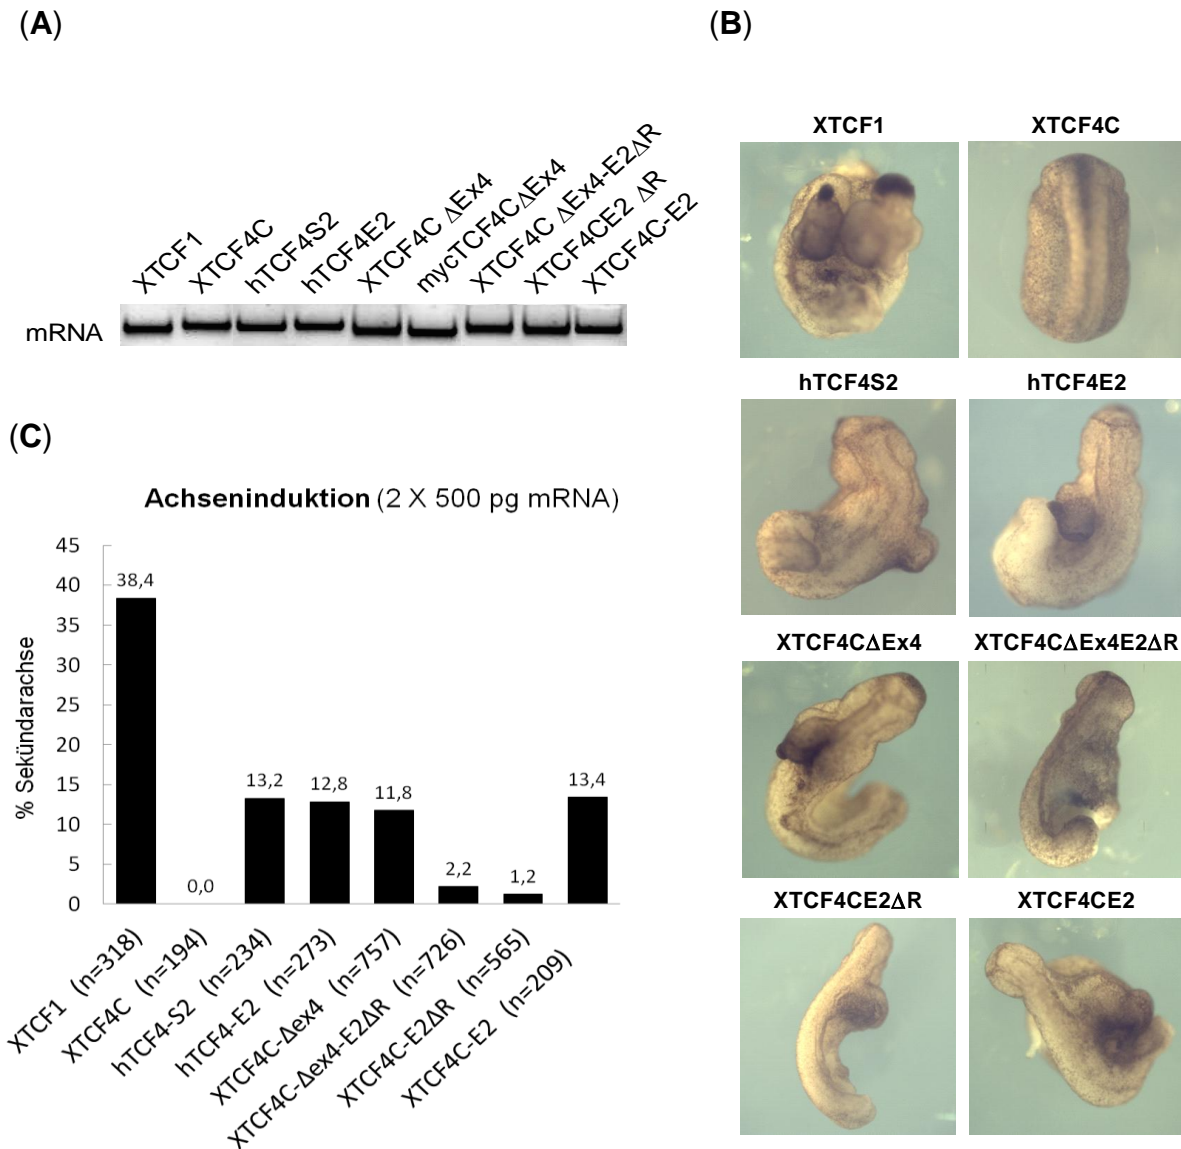 (A)
XTCF1
XTCF4C
hTCF4S2
hTCF4E2
XTCF4C ΔEx4
mycTCF4CΔEx4
XTCF4C ΔEx4-E2ΔR
XTCF4CE2 ΔR
XTCF4C-E2
mRNA
(B)
XTCF1
XTCF4C
hTCF4S2
hTCF4E2
XTCF4CΔEx4
XTCF4CΔEx4E2ΔR
XTCF4CE2ΔR
XTCF4CE2
(C)
Achseninduktion (2 X 500 pg mRNA)
% Sekündarachse
45
40
35
30
25
20
15
10
5
0
38,4
0,0
13,2
12,8
11,8
2,2
1,2
13,4
XTCF1 (n=318)
XTCF4C (n=194)
hTCF4-S2 (n=234)
hTCF4-E2 (n=273)
XTCF4C-Δex4 (n=757)
XTCF4C-Δex4-E2ΔR (n=726)
XTCF4C-E2ΔR (n=565)
XTCF4C-E2 (n=209)